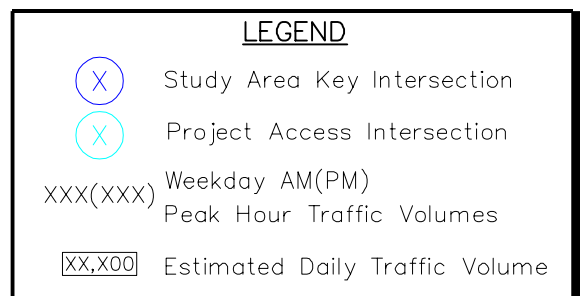 LEGEND
X Study Area Key Intersection
X Project Access Intersection
XXX(XXX) Weekday AM(PM)
Peak Hour Traffic Volumes
XX,X00 Estimated Daily Traffic Volume